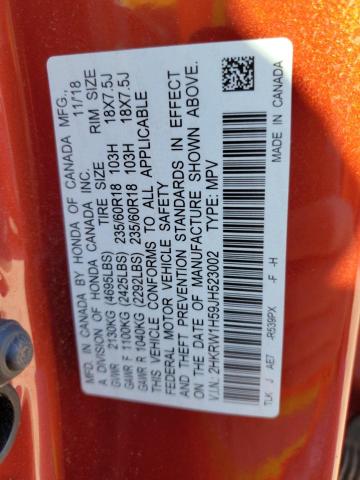 MFD. IN CANADA BY HONDA OF CANADA MFG., 11/18
A DIVISION OF HONDA CANADA INC.
TIRE SIZE RIM SIZE
GVWR 2130KG (4695LBS)
GAWR F 1100KG (2425LBS) 235/60R18 103H 18X7.5J
GAWR R 1040KG (2292LBS) 235/60R18 103H 18X7.5J
THIS VEHICLE CONFORMS TO ALL APPLICABLE
FEDERAL MOTOR VEHICLE SAFETY
AND THEFT PREVENTION STANDARDS IN EFFECT
ON THE DATE OF MANUFACTURE SHOWN ABOVE.
V.I.N.: 2HKRW1H59JH523002 TYPE: MPV
TLK J AE7 -R539PX -F -H
MADE IN CANADA